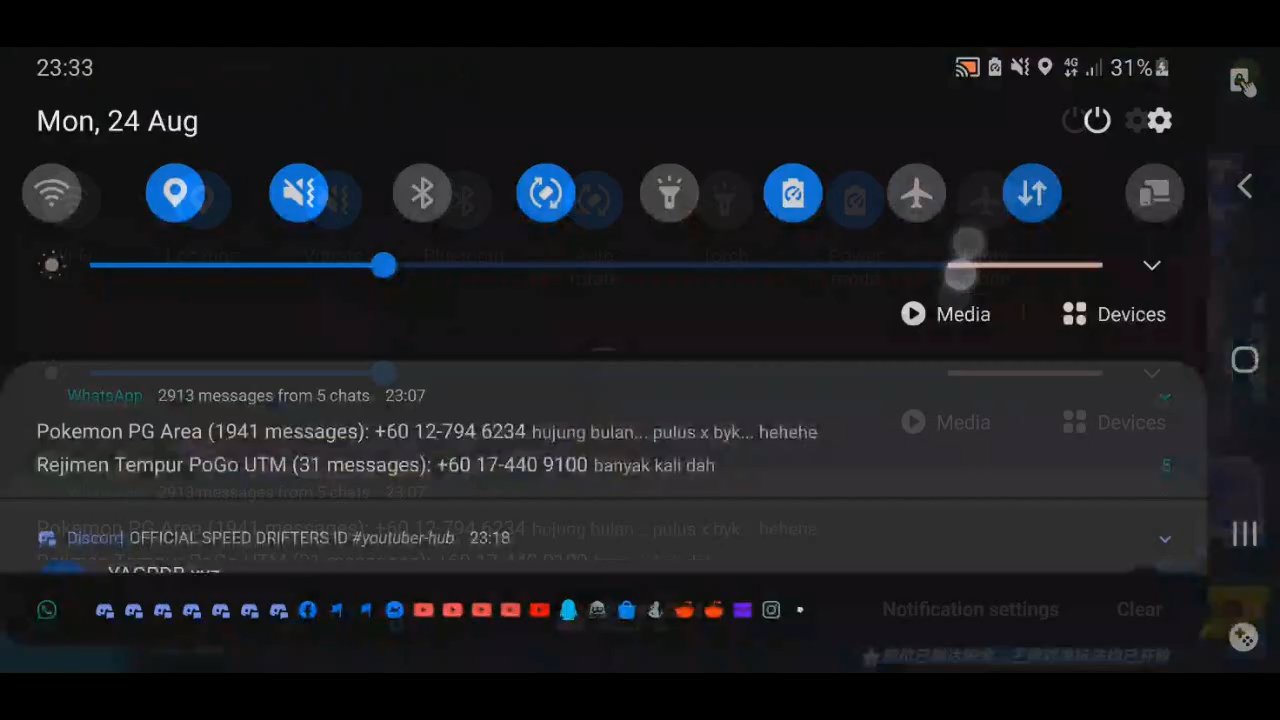 23:33
4G 31%
Mon, 24 Aug
Media
Devices
WhatsApp 2913 messages from 5 chats 23:07
Pokemon PG Area (1941 messages): +60 12-794 6234 hujung bulan... pulus x byk... hehehe
Rejimen Tempur PoGo UTM (31 messages): +60 17-440 9100 banyak kali dah
5
Discord OFFICIAL SPEED DRIFTERS ID #youtuber-hub 23:18
Notification settings
Clear